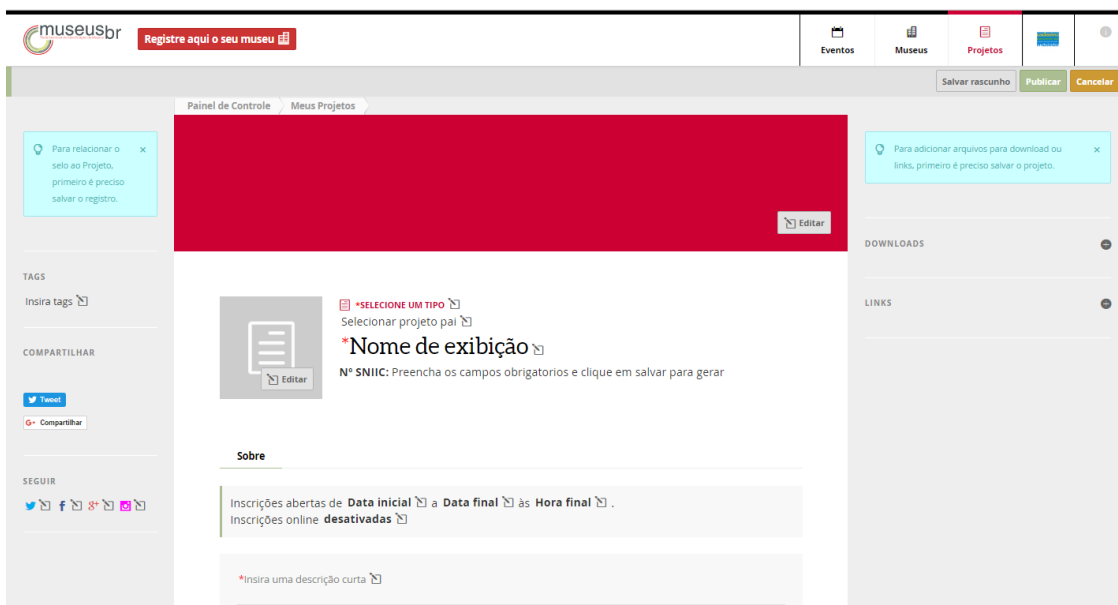 museusbr
Registre aqui o seu museu
Eventos
Museus
Projetos
Salvar rascunho
Publicar
Cancelar
Painel de Controle
Meus Projetos
Para relacionar o
selo ao Projeto,
primeiro é preciso
salvar o registro.
×
Editar
Para adicionar arquivos para download ou
links, primeiro é preciso salvar o projeto.
×
TAGS
Insira tags
COMPARTILHAR
Tweet
G+ Compartilhar
SEGUIR
*SELECIONE UM TIPO
Selecionar projeto pai
*Nome de exibição
Nº SNIIC: Preencha os campos obrigatorios e clique em salvar para gerar
Editar
Sobre
Inscrições abertas de Data inicial a Data final às Hora final .
Inscrições online desativadas
*Insira uma descrição curta
DOWNLOADS
LINKS